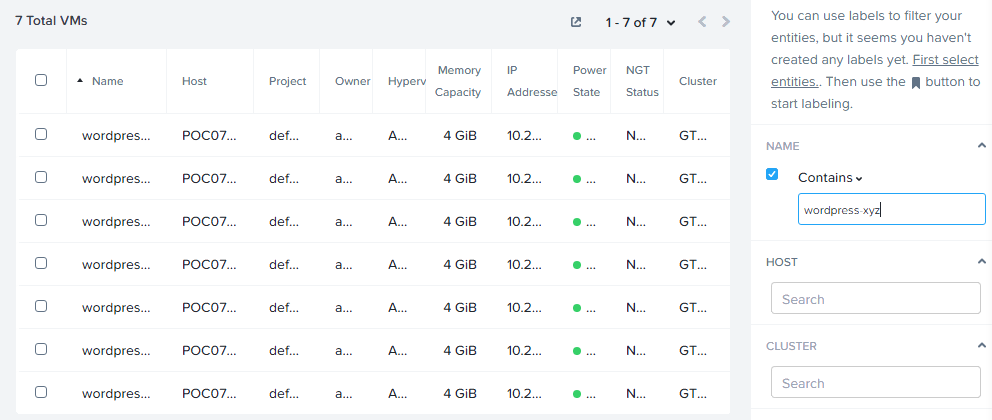 7 Total VMs
1 - 7 of 7
Name Host Project Owner Hyperv Memory Capacity IP Addresse Power State NGT Status Cluster
wordpres... POC07... def... a... A... 4 GiB 10.2... ... N... GT...
wordpres... POC07... def... a... A... 4 GiB 10.2... ... N... GT...
wordpres... POC07... def... a... A... 4 GiB 10.2... ... N... GT...
wordpres... POC07... def... a... A... 4 GiB 10.2... ... N... GT...
wordpres... POC07... def... a... A... 4 GiB 10.2... ... N... GT...
wordpres... POC07... def... a... A... 4 GiB 10.2... ... N... GT...
wordpres... POC07... def... a... A... 4 GiB 10.2... ... N... GT...
You can use labels to filter your
entities, but it seems you haven't
created any labels yet. First select
entities.. Then use the button to
start labeling.
NAME
Contains
wordpress-xyz
HOST
Search
CLUSTER
Search